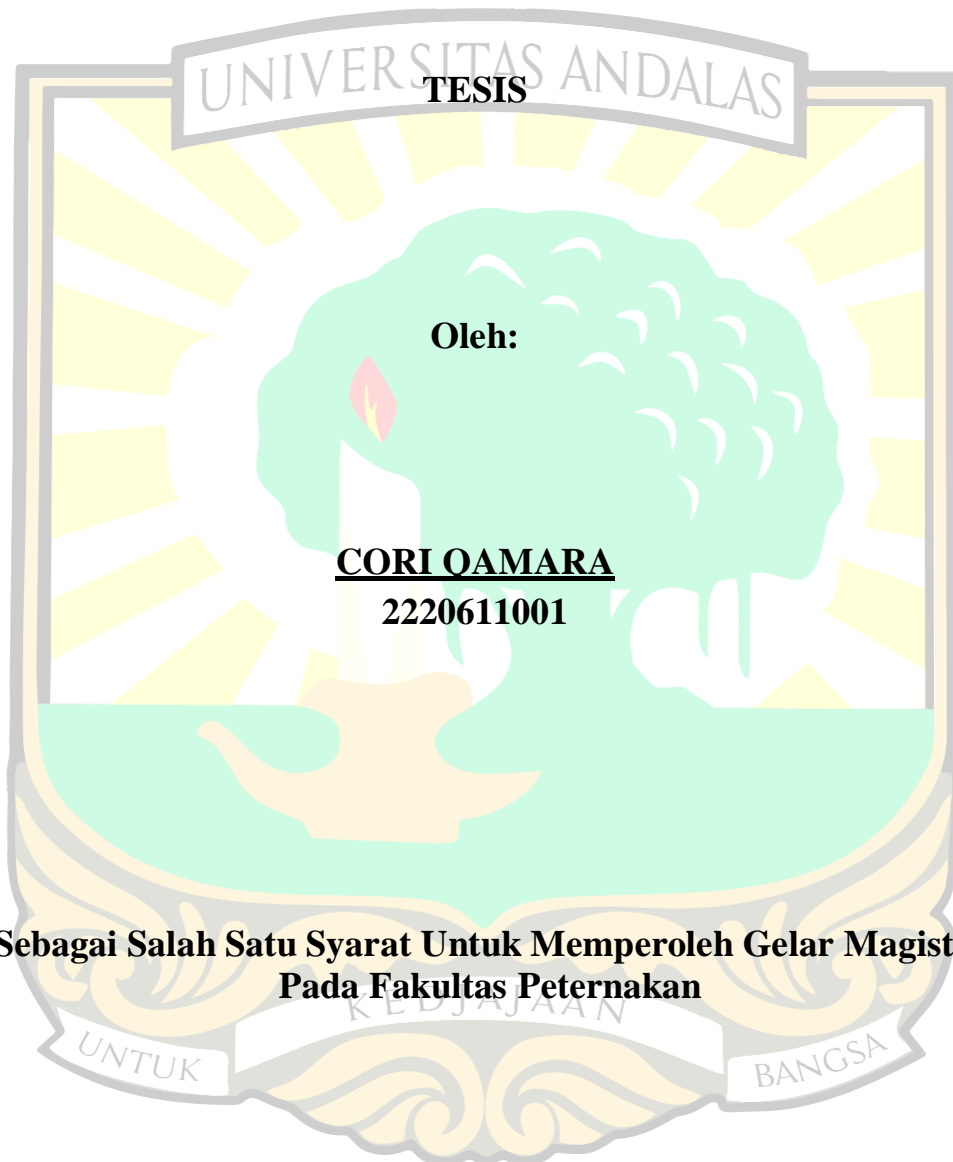 UNIVERSITAS ANDALAS
TESIS
Oleh:
CORI QAMARA
2220611001
Sebagai Salah Satu Syarat Untuk Memperoleh Gelar Magist
Pada Fakultas Peternakan
KEDJAJAAN
UNTUK
BANGSA